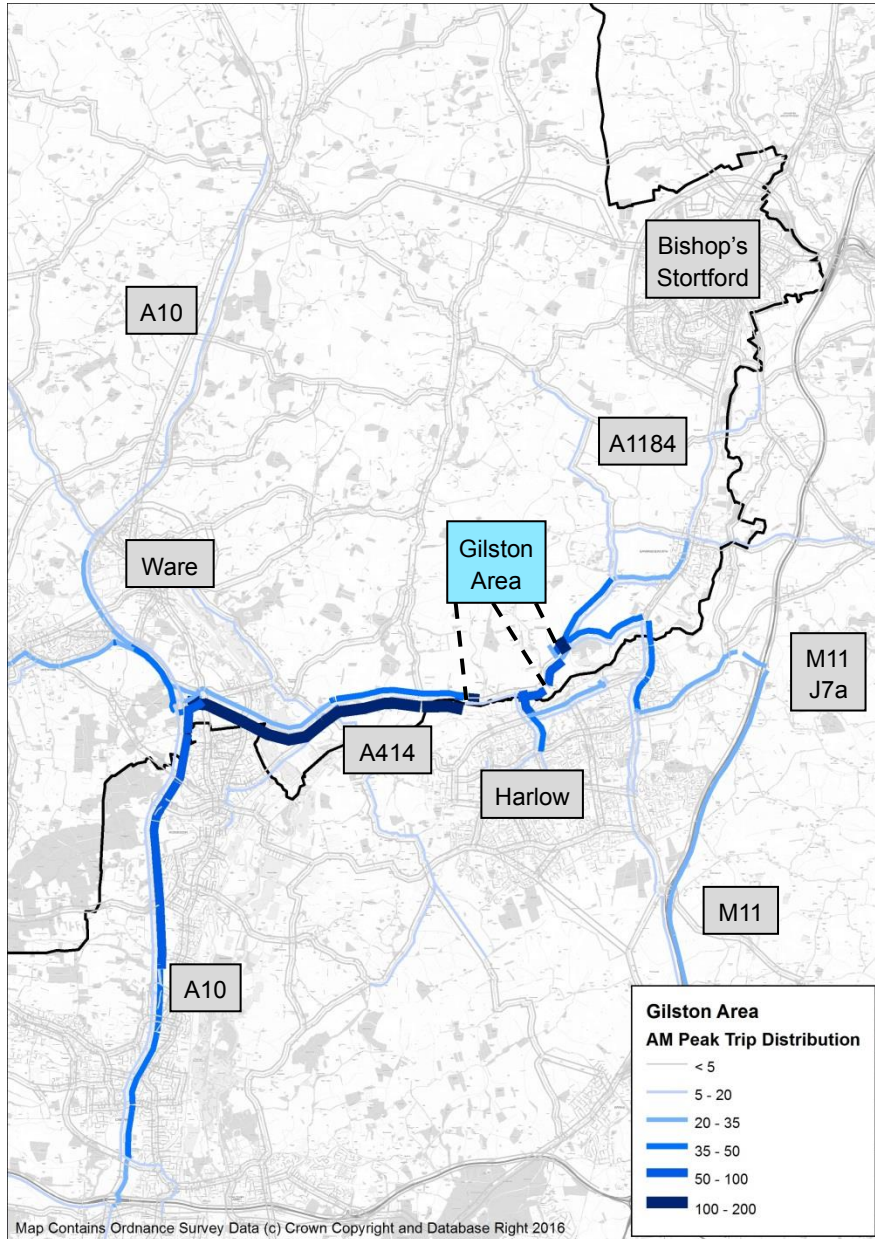 Bishop's
Stortford
A10
A1184
Gilston
Area
Ware
M11
J7a
A414
Harlow
M11
A10
Gilston Area
AM Peak Trip Distribution
< 5
5 - 20
20 - 35
35 - 50
50 - 100
100 - 200
Map Contains Ordnance Survey Data (c) Crown Copyright and Database Right 2016